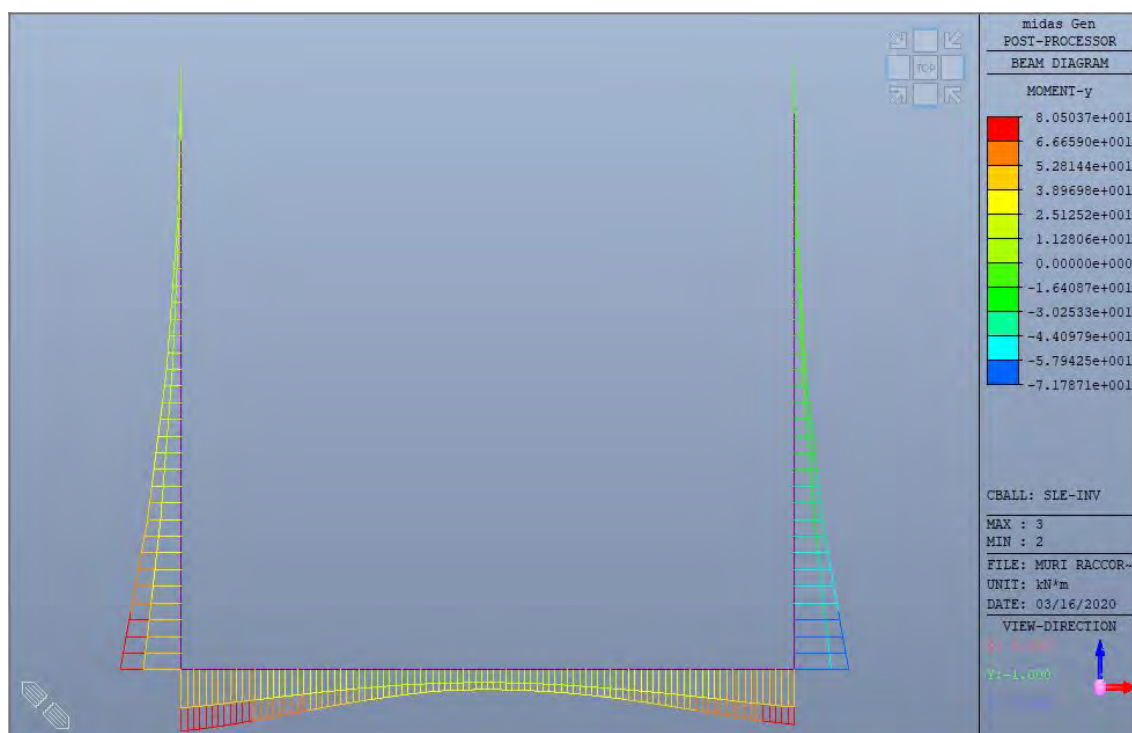 TOP
midas Gen
POST-PROCESSOR
BEAM DIAGRAM
MOMENT-y
8.05037e+001
6.66590e+001
5.28144e+001
3.89698e+001
2.51252e+001
1.12806e+001
0.00000e+000
-1.64087e+001
-3.02533e+001
-4.40979e+001
-5.79425e+001
-7.17871e+001
CBALL: SLE-INV
MAX : 3
MIN : 2
FILE: MURI RACCOR~
UNIT: kN*m
DATE: 03/16/2020
VIEW-DIRECTION
Y:-1.000